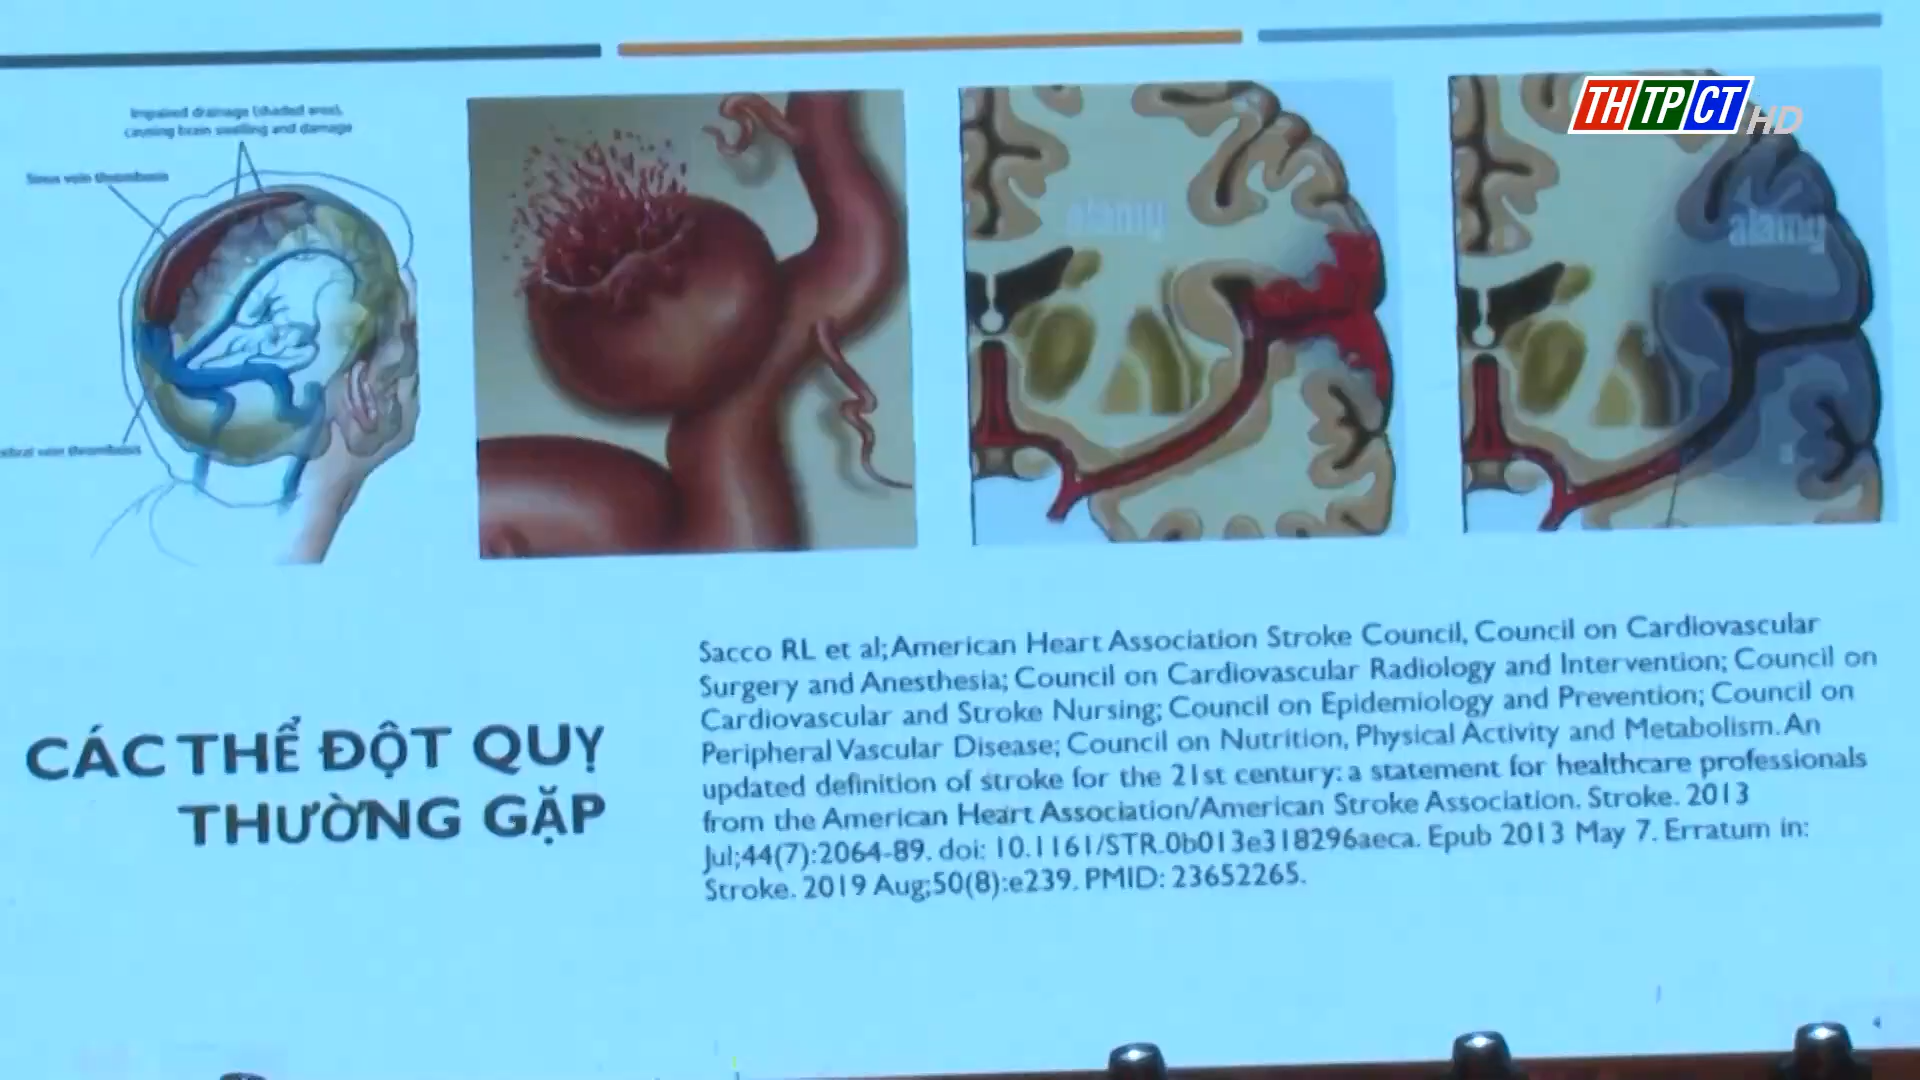 THTPCT HD
Impaired drainage (shaded area),
causing brain swelling and damage
Sinus vein thrombosis
vein thrombosis
alamy
alamy
CÁC THỂ ĐỘT QUỴ
THƯỜNG GẶP
Sacco RL et al; American Heart Association Stroke Council, Council on Cardiovascular
Surgery and Anesthesia; Council on Cardiovascular Radiology and Intervention; Council on
Cardiovascular and Stroke Nursing; Council on Epidemiology and Prevention; Council on
Peripheral Vascular Disease; Council on Nutrition, Physical Activity and Metabolism. An
updated definition of stroke for the 21st century: a statement for healthcare professionals
from the American Heart Association/American Stroke Association. Stroke. 2013
Jul;44(7):2064-89. doi: 10.1161/STR.0b013e318296aeca. Epub 2013 May 7. Erratum in:
Stroke. 2019 Aug;50(8):e239. PMID: 23652265.
4